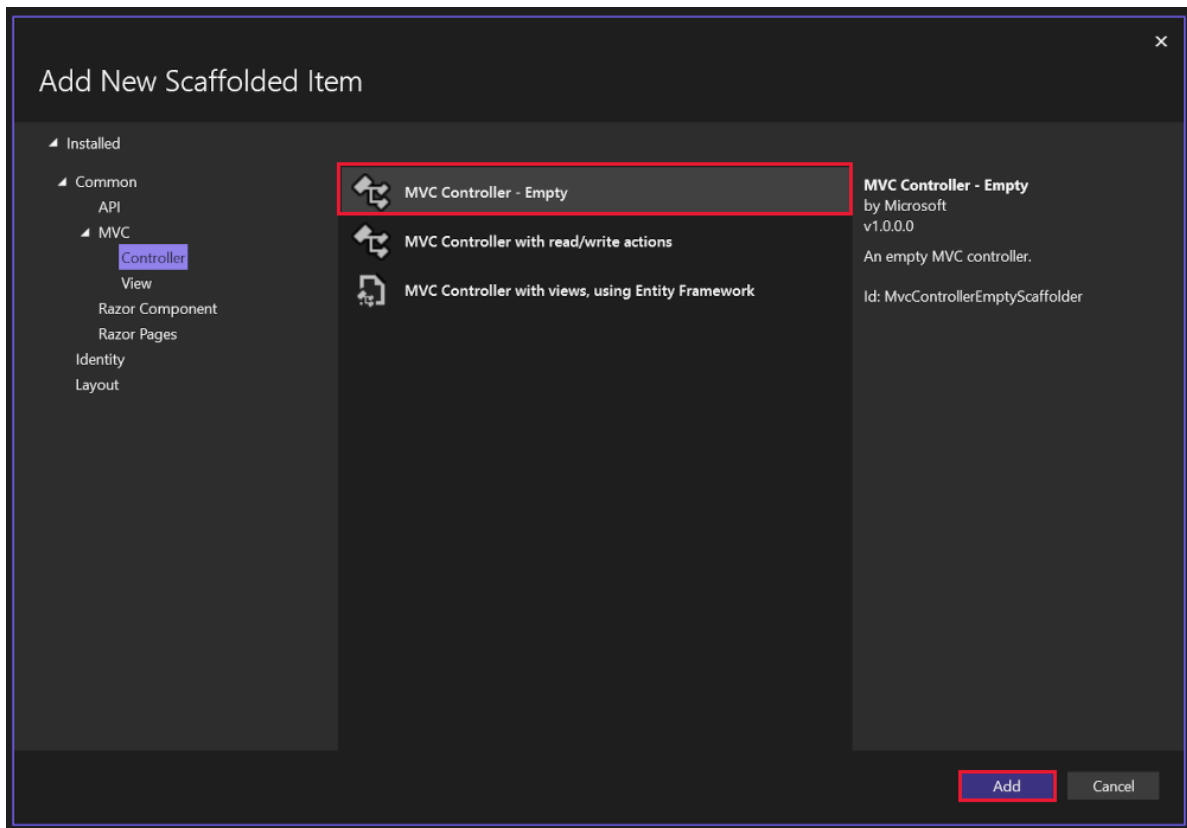 Add New Scaffolded Item
Installed
Common
API
MVC
Controller
View
Razor Component
Razor Pages
Identity
Layout
MVC Controller - Empty
MVC Controller with read/write actions
MVC Controller with views, using Entity Framework
MVC Controller - Empty
by Microsoft
v1.0.0.0
An empty MVC controller.
Id: MvcControllerEmptyScaffolder
Add
Cancel